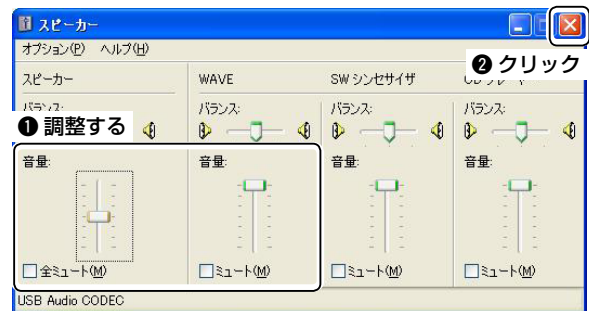 スピーカー
オプション(P) ヘルプ(H)
❷ クリック
スピーカー WAVE SW シンセサイザ
バランス: バランス: バランス:
❶ 調整する
音量: 音量: 音量: 音量:
全ミュート(M) ミュート(M) ミュート(M) ミュート(M)
USB Audio CODEC